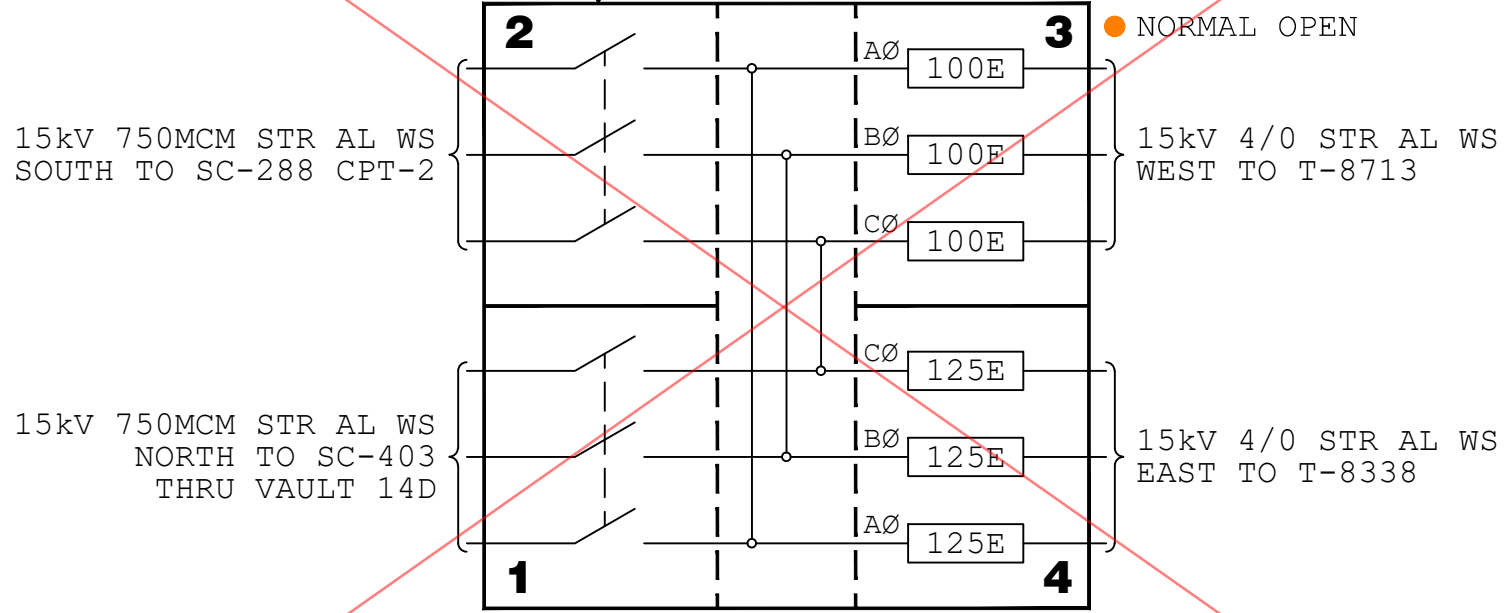 2
3
NORMAL OPEN
AØ
100E
15kV 750MCM STR AL WS
SOUTH TO SC-288 CPT-2
BØ
100E
15kV 4/0 STR AL WS
WEST TO T-8713
CØ
100E
CØ
125E
15kV 750MCM STR AL WS
NORTH TO SC-403
THRU VAULT 14D
BØ
125E
15kV 4/0 STR AL WS
EAST TO T-8338
AØ
125E
1
4